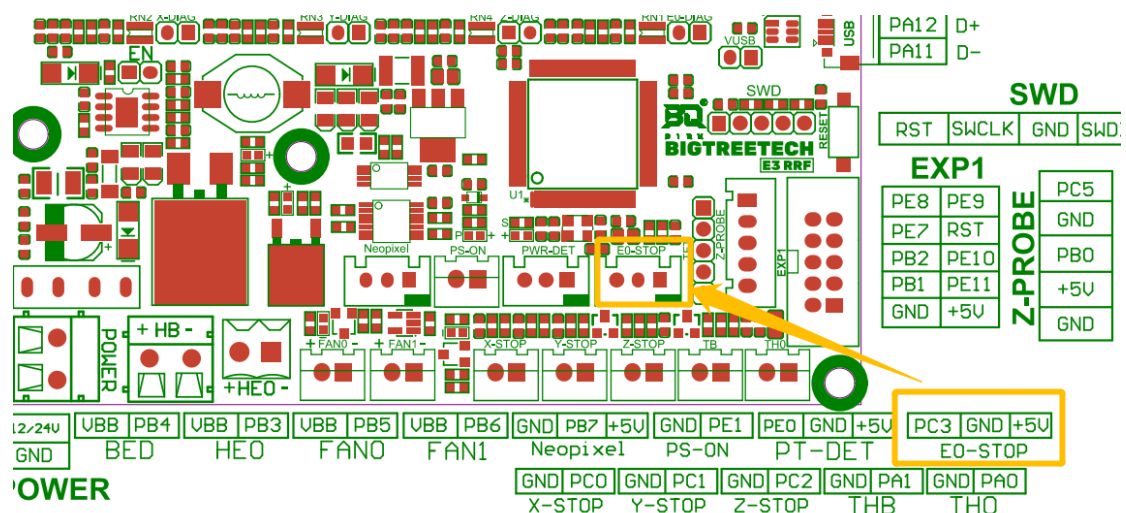 RN2 X-DIAG RN3 Y-DIAG RN4 Z-DIAG RN1 E0-DIAG
PA12 D+
PA11 D-
USB
VUSB
EN
SWD
RESET
BIGTREETECH
E3 RRF
U1
SWD
RST SWCLK GND
EXP1
PE8 PE9
PE7 RST
PB2 PE10
PB1 PE11
GND +5V
Z-PROBE
PC5
GND
PB0
+5V
GND
Neopixel PS-ON PWR-DET E0-STOP
Z-PROBE
EXP1
POWER
+ HB -
+HE0-
+ FAN0 - + FAN1 - X-STOP Y-STOP Z-STOP TB TH0
12/24V
GND
POWER
VBB PB4
BED
VBB PB3
HE0
VBB PB5
FAN0
VBB PB6
FAN1
GND PB7 +5V
Neopixel
GND PE1
PS-ON
PE0 GND +5V
PT-DET
PC3 GND +5V
E0-STOP
GND PC0
X-STOP
GND PC1
Y-STOP
GND PC2
Z-STOP
GND PA1
THB
GND PA0
TH0